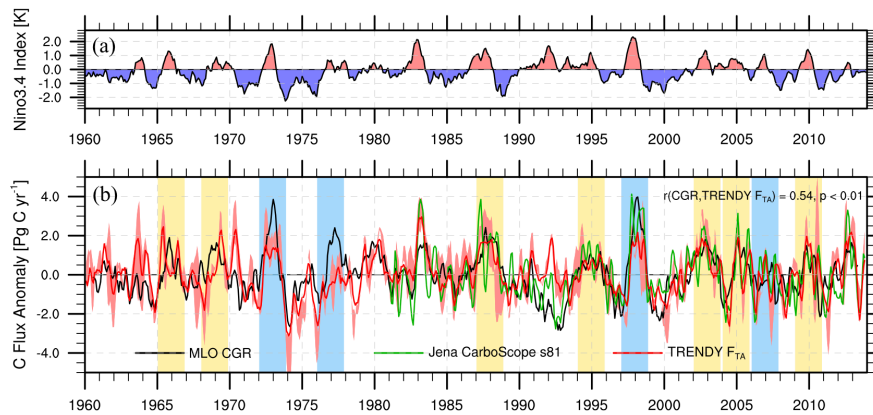 Nino3.4 Index [K]
(a)
2.0
1.0
0.0
-1.0
-2.0
1960 1965 1970 1975 1980 1985 1990 1995 2000 2005 2010
C Flux Anomaly [Pg C yr⁻¹]
(b)
r(CGR,TRENDY F_TA) = 0.54, p < 0.01
4.0
2.0
0.0
-2.0
-4.0
MLO CGR Jena CarboScope s81 TRENDY F_TA
1960 1965 1970 1975 1980 1985 1990 1995 2000 2005 2010